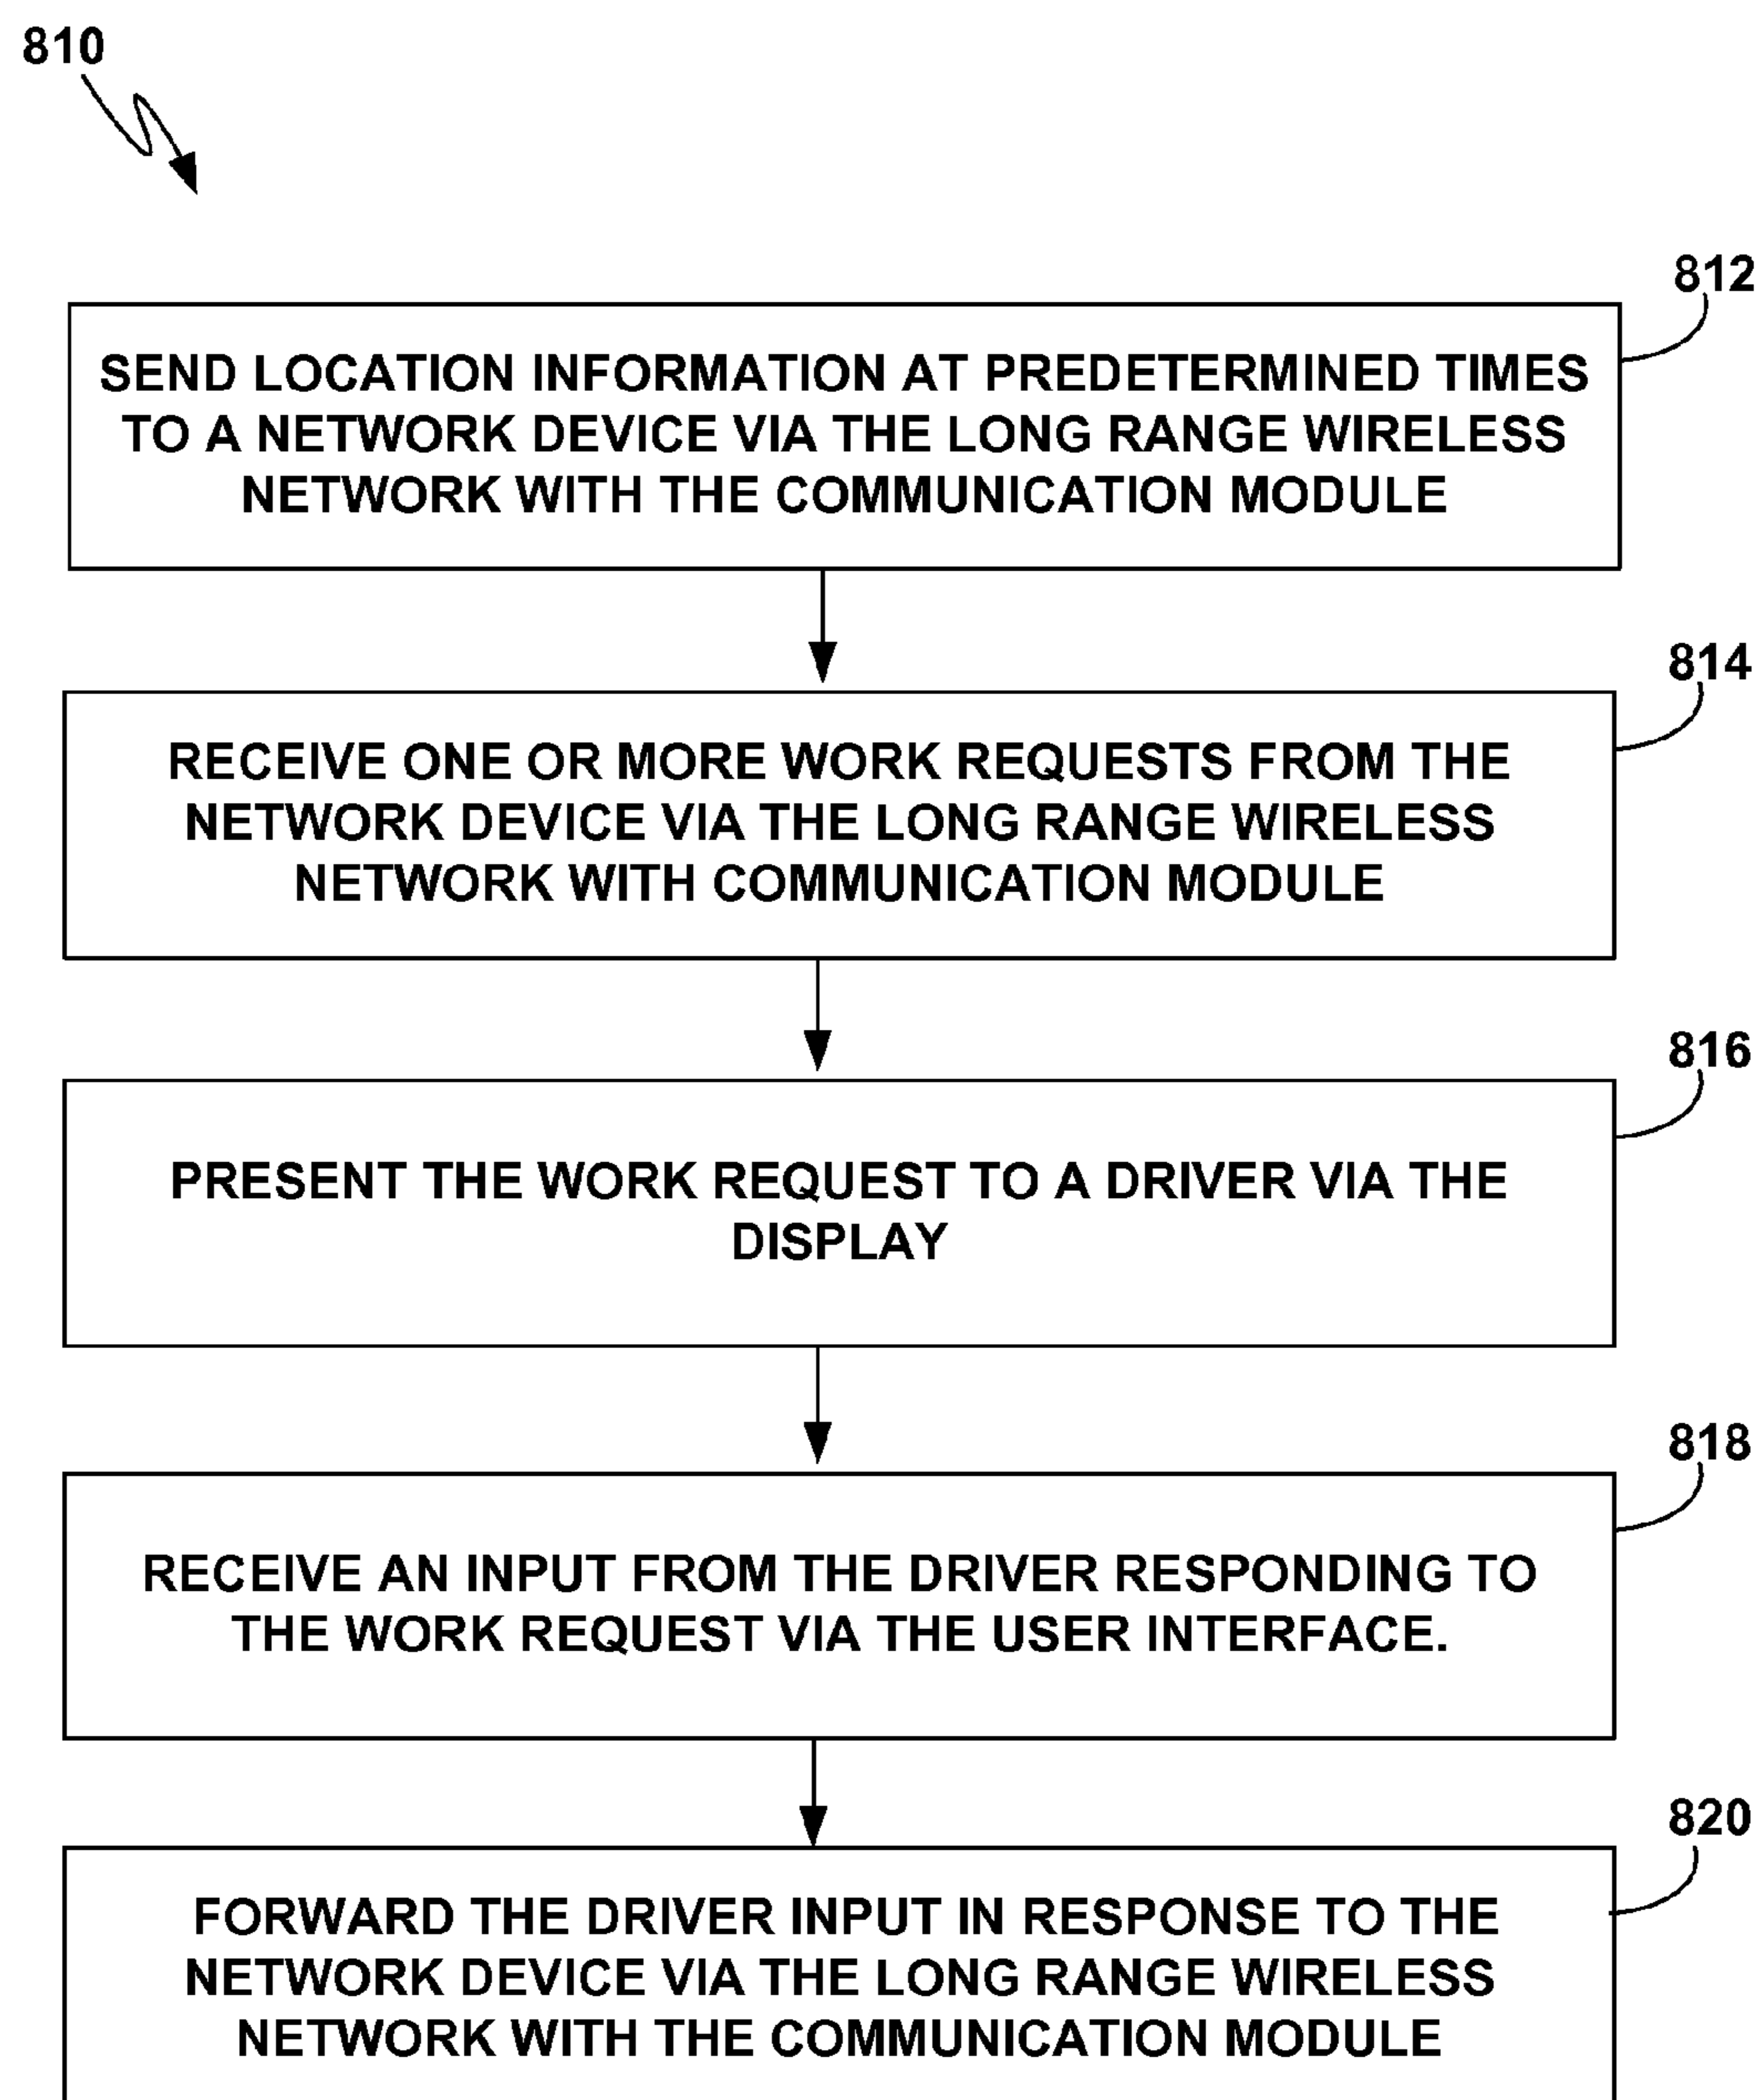 810
812
SEND LOCATION INFORMATION AT PREDETERMINED TIMES
TO A NETWORK DEVICE VIA THE LONG RANGE WIRELESS
NETWORK WITH THE COMMUNICATION MODULE
814
RECEIVE ONE OR MORE WORK REQUESTS FROM THE
NETWORK DEVICE VIA THE LONG RANGE WIRELESS
NETWORK WITH COMMUNICATION MODULE
816
PRESENT THE WORK REQUEST TO A DRIVER VIA THE
DISPLAY
818
RECEIVE AN INPUT FROM THE DRIVER RESPONDING TO
THE WORK REQUEST VIA THE USER INTERFACE.
820
FORWARD THE DRIVER INPUT IN RESPONSE TO THE
NETWORK DEVICE VIA THE LONG RANGE WIRELESS
NETWORK WITH THE COMMUNICATION MODULE